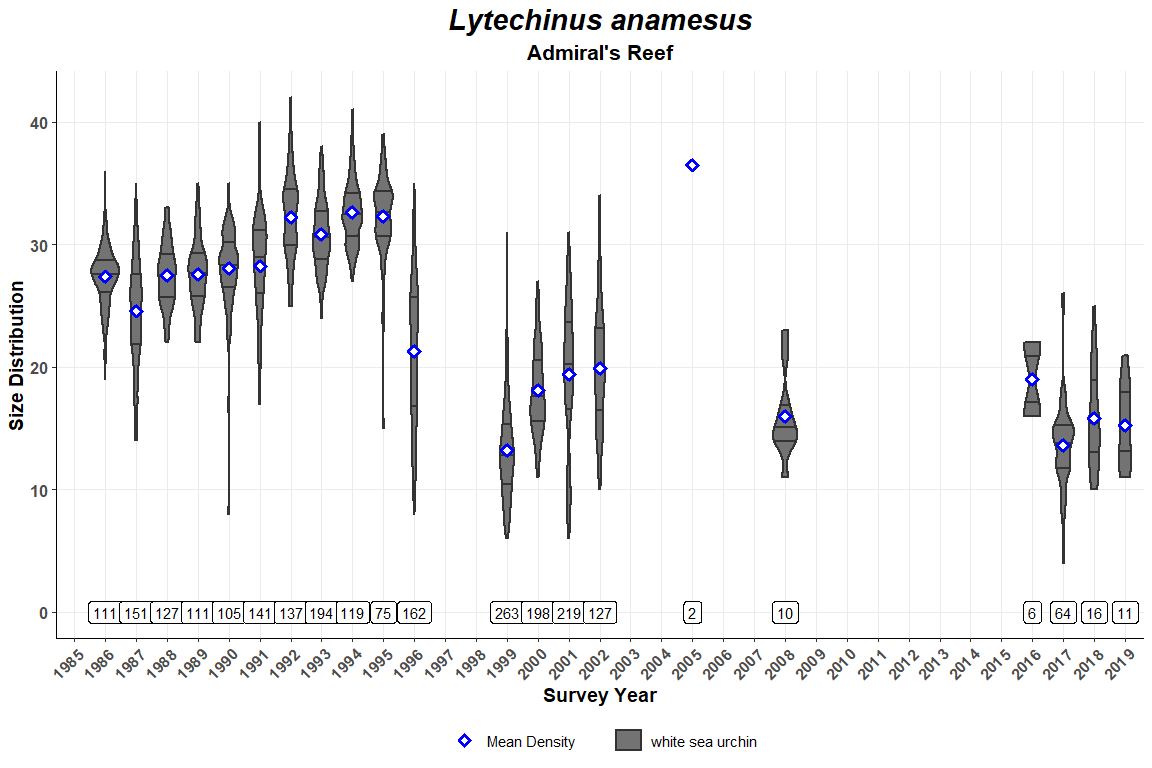 Lytechinus anamesus
Admiral's Reef
Size Distribution
40
30
20
10
0
111 151 127 111 105 141 137 194 119 75 162 263 198 219 127 2 10 6 64 16 11
1985 1986 1987 1988 1989 1990 1991 1992 1993 1994 1995 1996 1997 1998 1999 2000 2001 2002 2003 2004 2005 2006 2007 2008 2009 2010 2011 2012 2013 2014 2015 2016 2017 2018 2019
Survey Year
Mean Density white sea urchin